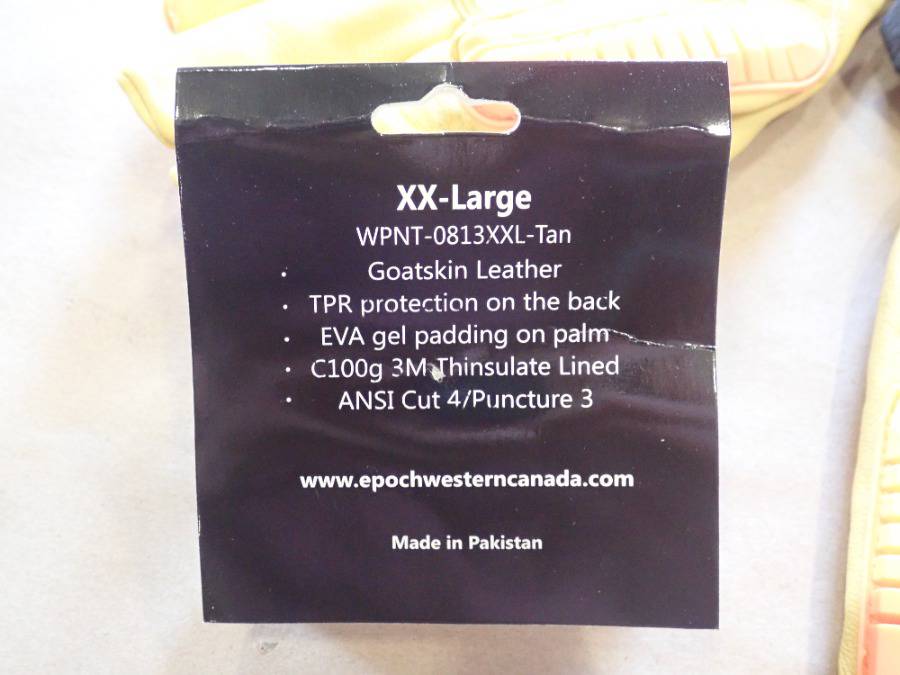 XX-Large
WPNT-0813XXL-Tan
• Goatskin Leather
• TPR protection on the back
• EVA gel padding on palm
• C100g 3M Thinsulate Lined
• ANSI Cut 4/Puncture 3
www.epochwesterncanada.com
Made in Pakistan